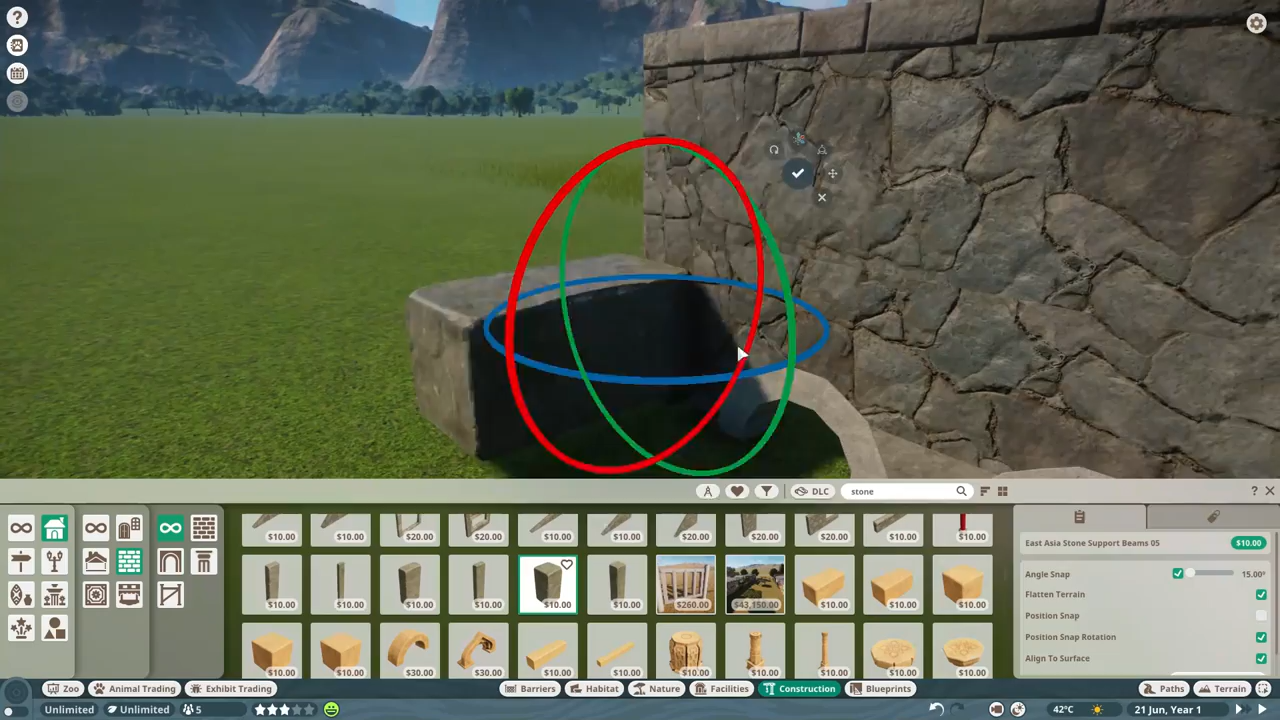 ?
DLC
stone
? ×
$10.00 $10.00 $20.00 $20.00 $10.00 $10.00 $20.00 $10.00 $20.00 $10.00 $10.00
East Asia Stone Support Beams 05 $10.00
Angle Snap 15.00°
Flatten Terrain
Position Snap
Position Snap Rotation
Align To Surface
$10.00 $10.00 $10.00 $10.00 $10.00 $10.00 $260.00 $43,150.00 $10.00 $10.00 $10.00
$10.00 $10.00 $30.00 $30.00 $10.00 $10.00 $10.00 $10.00 $10.00 $10.00 $10.00
Zoo Animal Trading Exhibit Trading Barriers Habitat Nature Facilities Construction Blueprints Paths Terrain
Unlimited Unlimited 5 42°C 21 Jun, Year 1